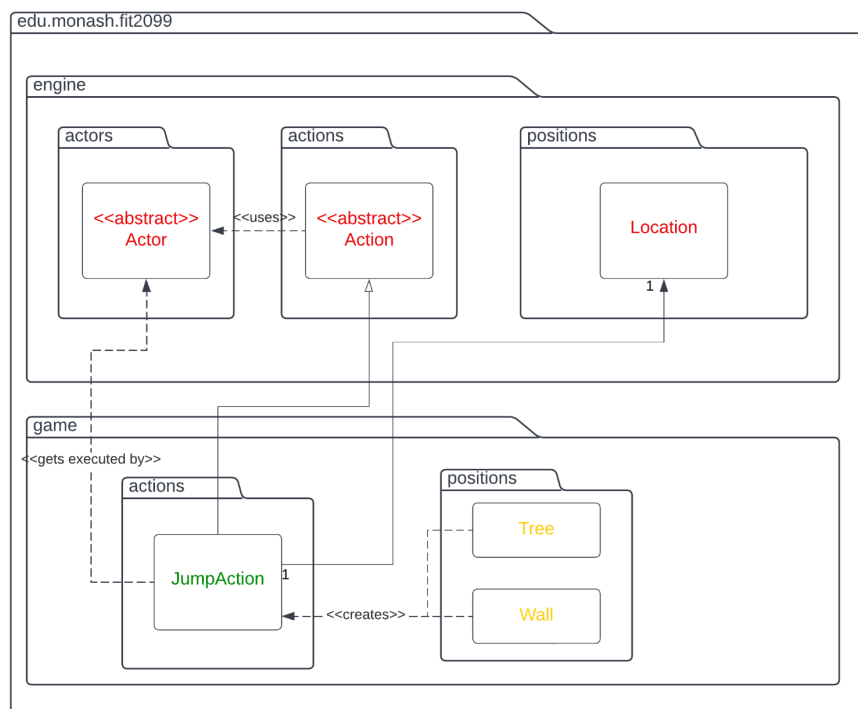 edu.monash.fit2099
engine
actors
actions
positions
<<abstract>>
Actor
<<uses>>
<<abstract>>
Action
Location
1
game
<<gets executed by>>
actions
positions
Tree
JumpAction
1
<<creates>>
Wall